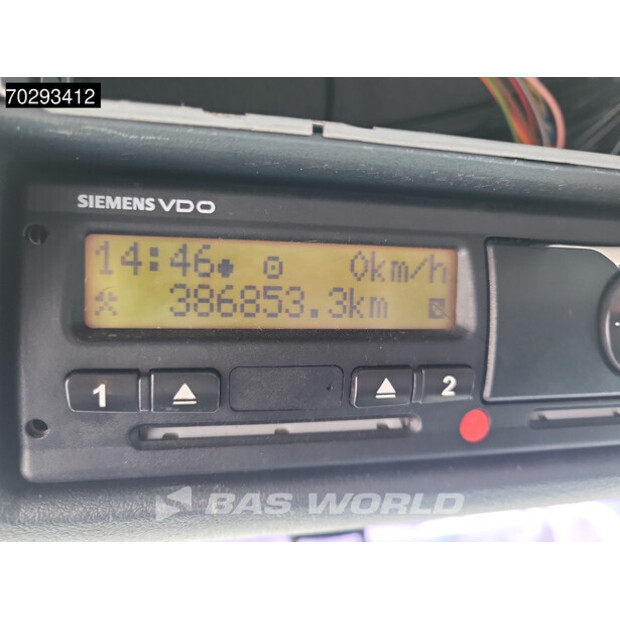 70293412
SIEMENS VDO
14:46 0km/h
386853.3km
1 2
BAS WORLD